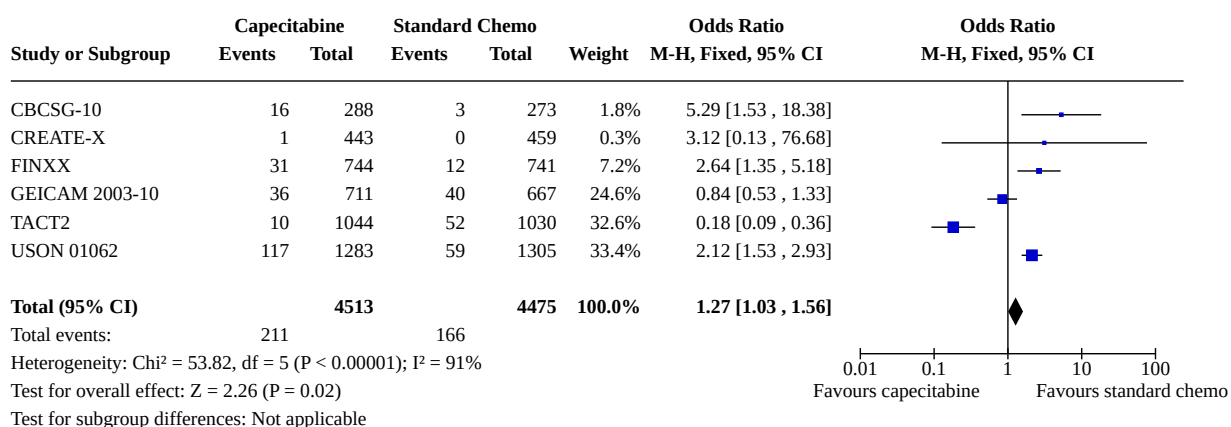 Capecitabine Standard Chemo Odds Ratio Odds Ratio
Study or Subgroup Events Total Events Total Weight M-H, Fixed, 95% CI M-H, Fixed, 95% CI
CBCSG-10 16 288 3 273 1.8% 5.29 [1.53 , 18.38]
CREATE-X 1 443 0 459 0.3% 3.12 [0.13 , 76.68]
FINXX 31 744 12 741 7.2% 2.64 [1.35 , 5.18]
GEICAM 2003-10 36 711 40 667 24.6% 0.84 [0.53 , 1.33]
TACT2 10 1044 52 1030 32.6% 0.18 [0.09 , 0.36]
USON 01062 117 1283 59 1305 33.4% 2.12 [1.53 , 2.93]
Total (95% CI) 4513 4475 100.0% 1.27 [1.03 , 1.56]
Total events: 211 166
Heterogeneity: Chi² = 53.82, df = 5 (P < 0.00001); I² = 91%
0.01 0.1 1 10 100
Test for overall effect: Z = 2.26 (P = 0.02) Favours capecitabine Favours standard chemo
Test for subgroup differences: Not applicable